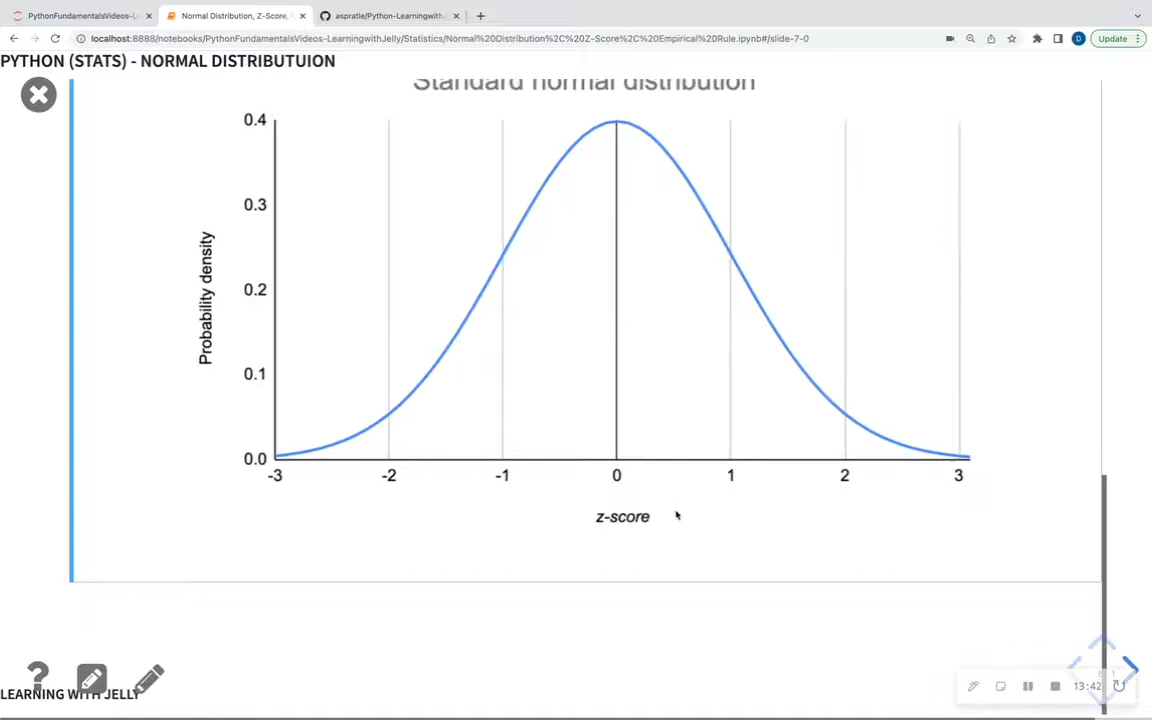 PythonFundamentalsVideos-L
Normal Distribution, Z-Score,
aspratle/Python-Learningwith
localhost:8888/notebooks/PythonFundamentalsVideos-LearningwithJelly/Statistics/Normal%20Distribution%2C%20Z-Score%2C%20Empirical%20Rule.ipynb#/slide-7-0
D
Update
PYTHON (STATS) - NORMAL DISTRIBUTUION
Standard normal distribution
0.4
0.3
0.2
0.1
0.0
Probability density
-3 -2 -1 0 1 2 3
z-score
?
LEARNING WITH JELLY
13:42